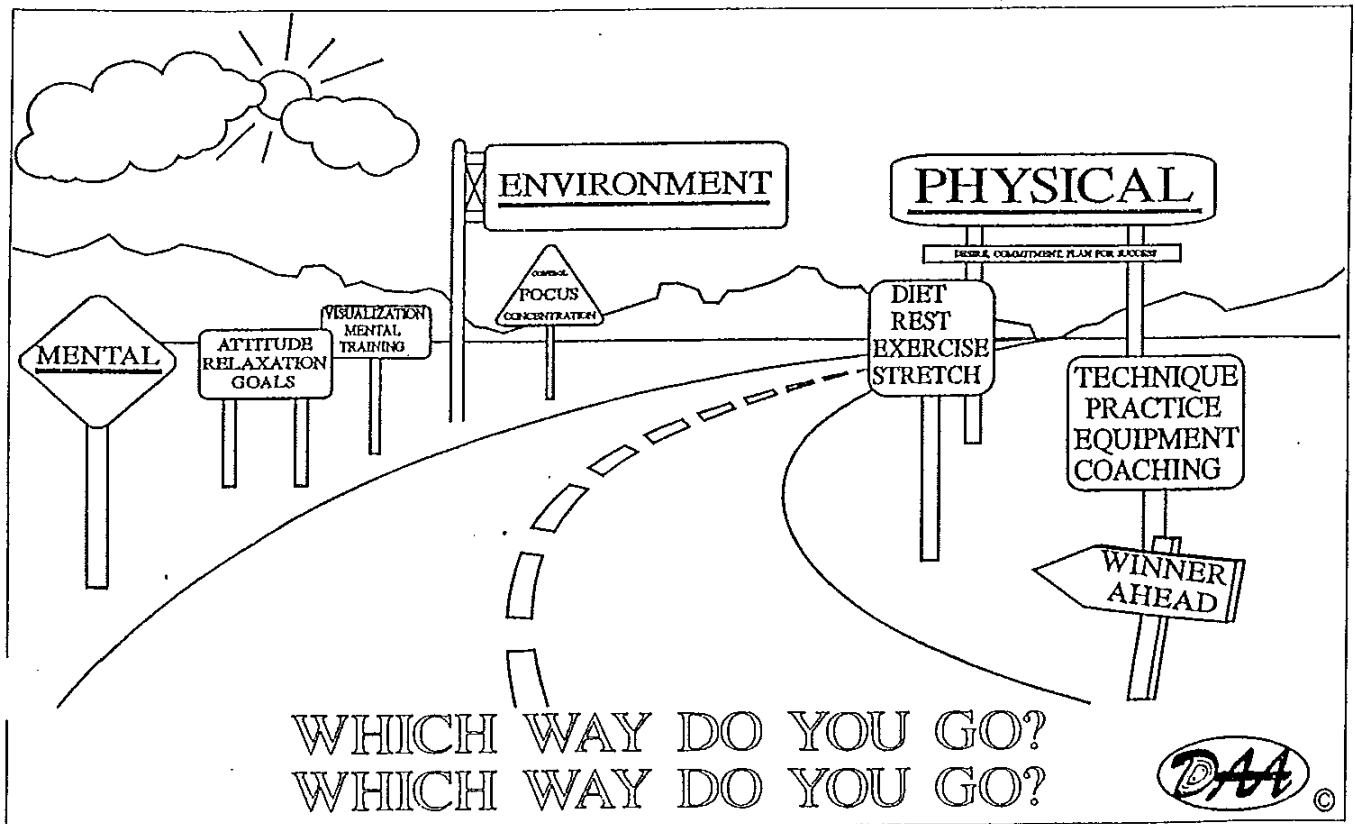 ENVIRONMENT
PHYSICAL
DESIRE, COMMITMENT, PLAN FOR SUCCESS
CONTROL
FOCUS
CONCENTRATION
DIET
REST
EXERCISE
STRETCH
VISUALIZATION
MENTAL
TRAINING
ATTITUDE
RELAXATION
GOALS
MENTAL
TECHNIQUE
PRACTICE
EQUIPMENT
COACHING
WINNER
AHEAD
WHICH WAY DO YOU GO?
WHICH WAY DO YOU GO?
DAA ©